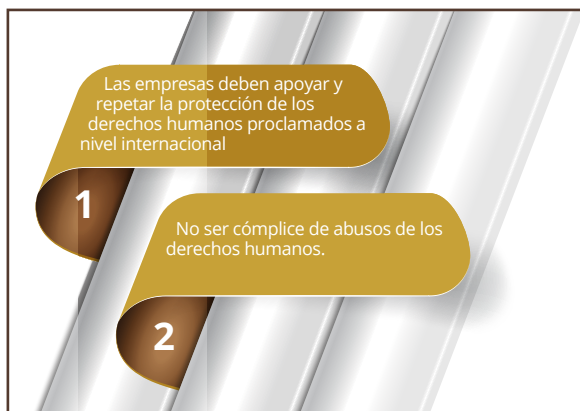 Las empresas deben apoyar y
repetar la protección de los
derechos humanos proclamados a
nivel internacional
1
No ser cómplice de abusos de los
derechos humanos.
2